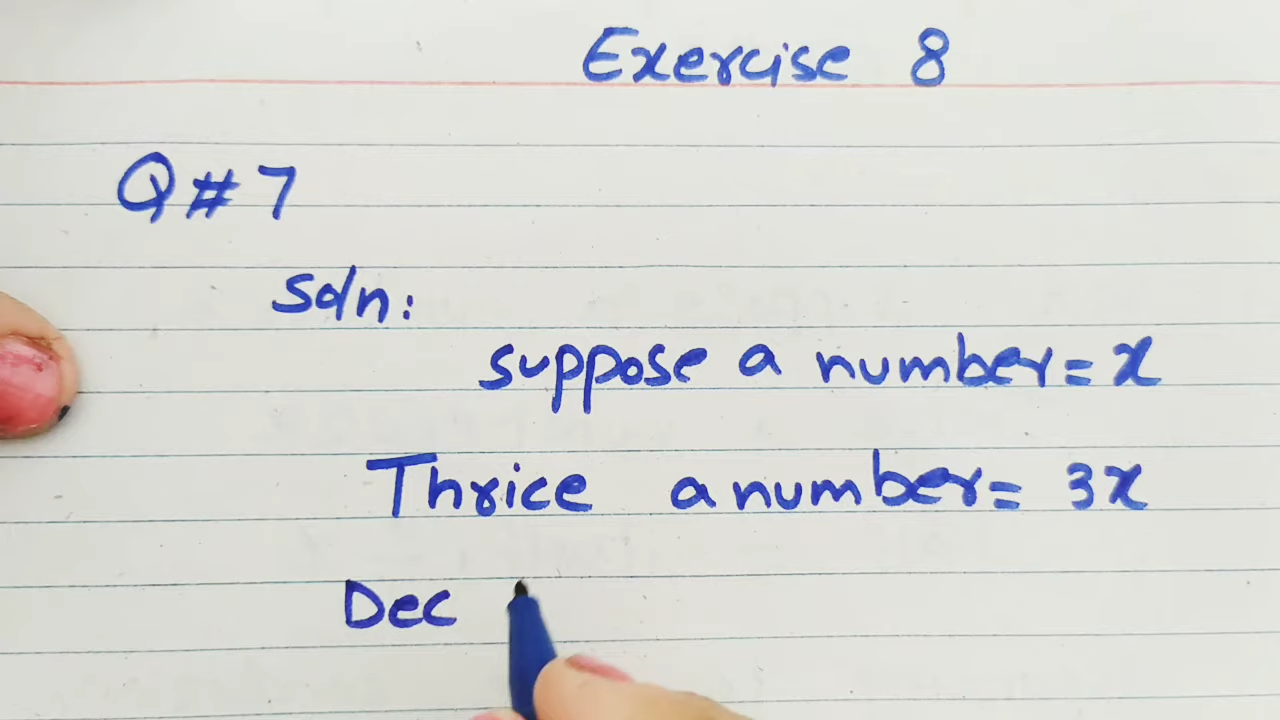 Exercise 8
Q#7
Soln:
suppose a number = x
Thrice a number = 3x
Dec